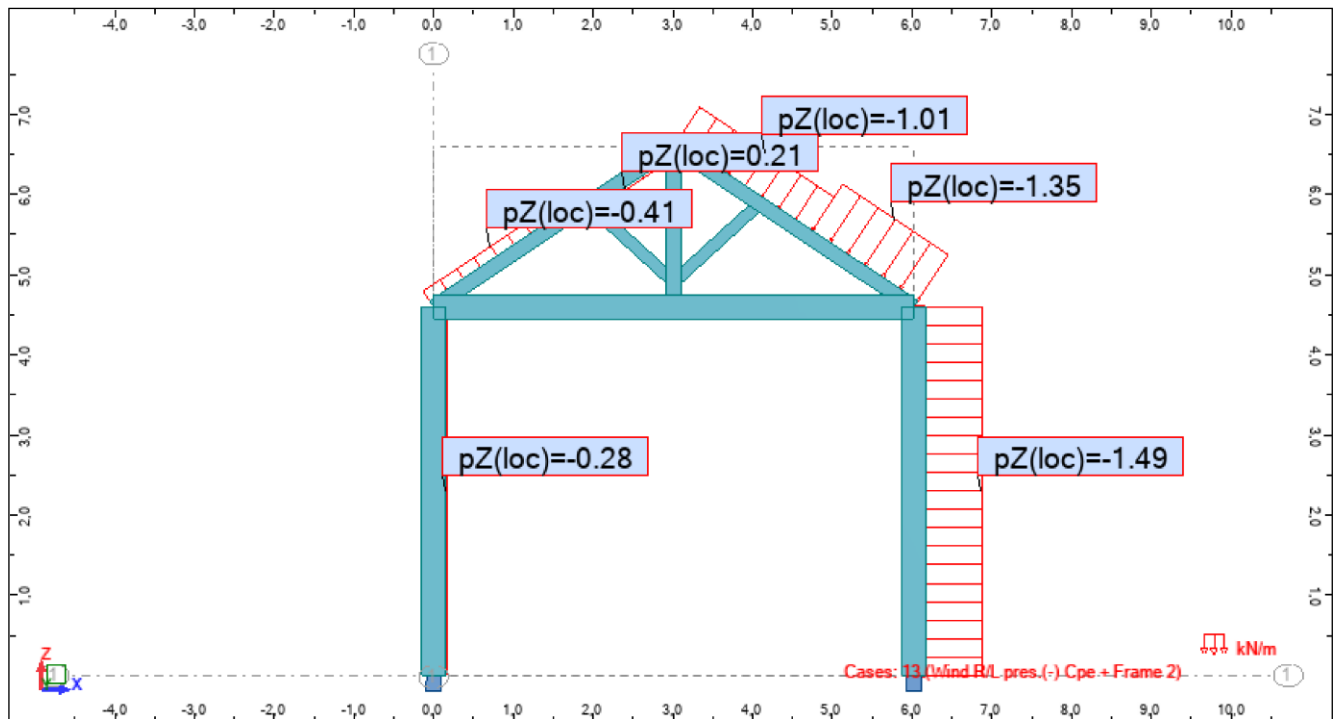 -4,0 -3,0 -2,0 -1,0 0,0 1,0 2,0 3,0 4,0 5,0 6,0 7,0 8,0 9,0 10,0
1
7,0 7,0
pZ(loc)=-1.01
pZ(loc)=0.21
pZ(loc)=-1.35
6,0 6,0
pZ(loc)=-0.41
5,0 5,0
4,0 4,0
3,0 3,0
pZ(loc)=-0.28
pZ(loc)=-1.49
2,0 2,0
1,0 1,0
Z
kN/m
Cases: 13 (Wind R/L pres.(-) Cpe + Frame 2)
X
1
-4,0 -3,0 -2,0 -1,0 0,0 1,0 2,0 3,0 4,0 5,0 6,0 7,0 8,0 9,0 10,0